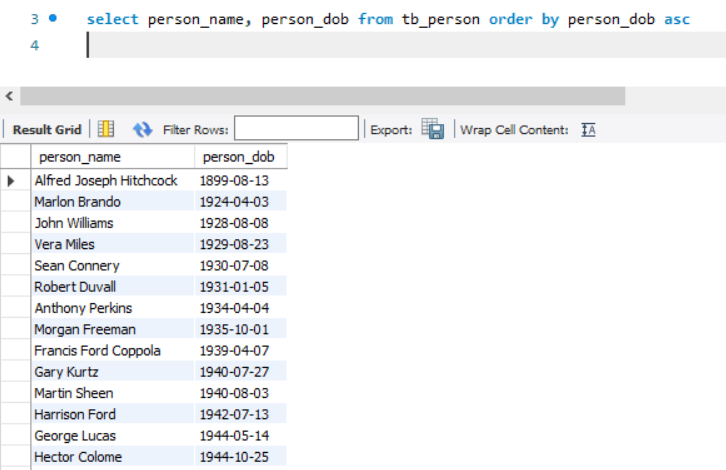 3 select person_name, person_dob from tb_person order by person_dob asc
4
Result Grid Filter Rows: Export: Wrap Cell Content: IA
person_name person_dob
Alfred Joseph Hitchcock 1899-08-13
Marlon Brando 1924-04-03
John Williams 1928-08-08
Vera Miles 1929-08-23
Sean Connery 1930-07-08
Robert Duvall 1931-01-05
Anthony Perkins 1934-04-04
Morgan Freeman 1935-10-01
Francis Ford Coppola 1939-04-07
Gary Kurtz 1940-07-27
Martin Sheen 1940-08-03
Harrison Ford 1942-07-13
George Lucas 1944-05-14
Hector Colome 1944-10-25